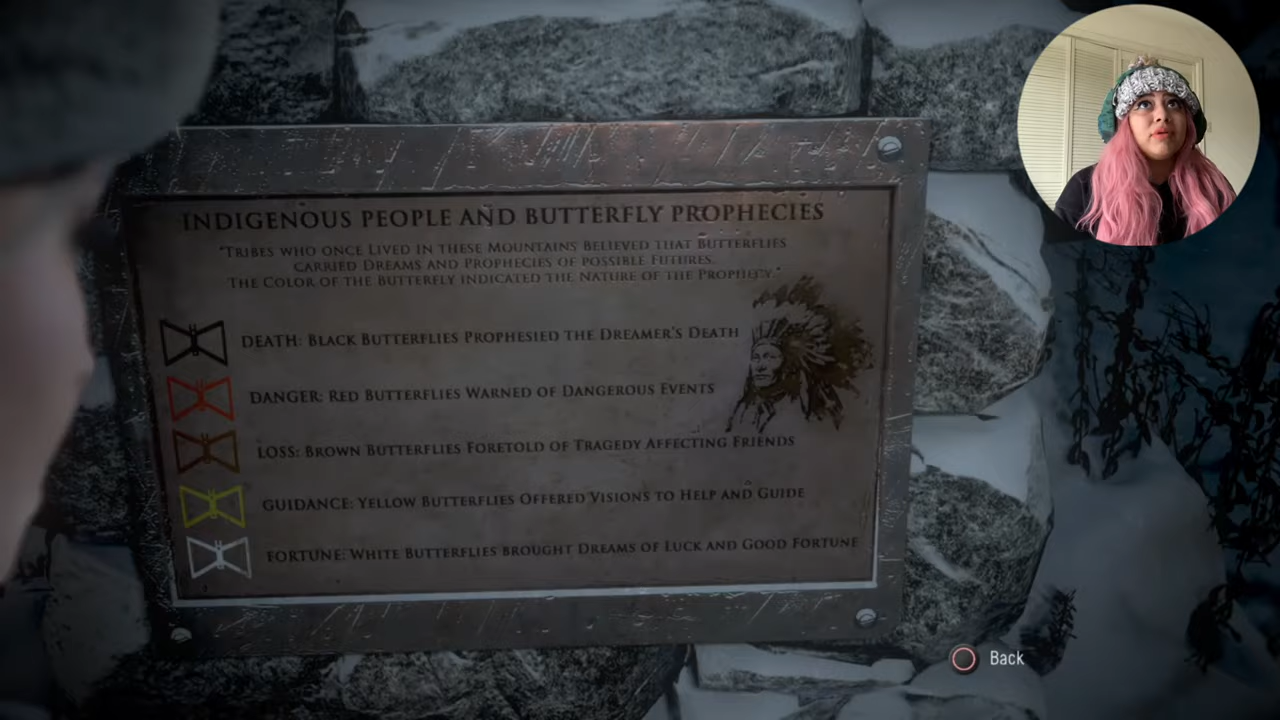 INDIGENOUS PEOPLE AND BUTTERFLY PROPHECIES
"TRIBES WHO ONCE LIVED IN THESE MOUNTAINS BELIEVED THAT BUTTERFLIES
CARRIED DREAMS AND PROPHECIES OF POSSIBLE FUTURES.
THE COLOR OF THE BUTTERFLY INDICATED THE NATURE OF THE PROPHECY."
DEATH: BLACK BUTTERFLIES PROPHESIED THE DREAMER'S DEATH
DANGER: RED BUTTERFLIES WARNED OF DANGEROUS EVENTS
LOSS: BROWN BUTTERFLIES FORETOLD OF TRAGEDY AFFECTING FRIENDS
GUIDANCE: YELLOW BUTTERFLIES OFFERED VISIONS TO HELP AND GUIDE
FORTUNE: WHITE BUTTERFLIES BROUGHT DREAMS OF LUCK AND GOOD FORTUNE
Back